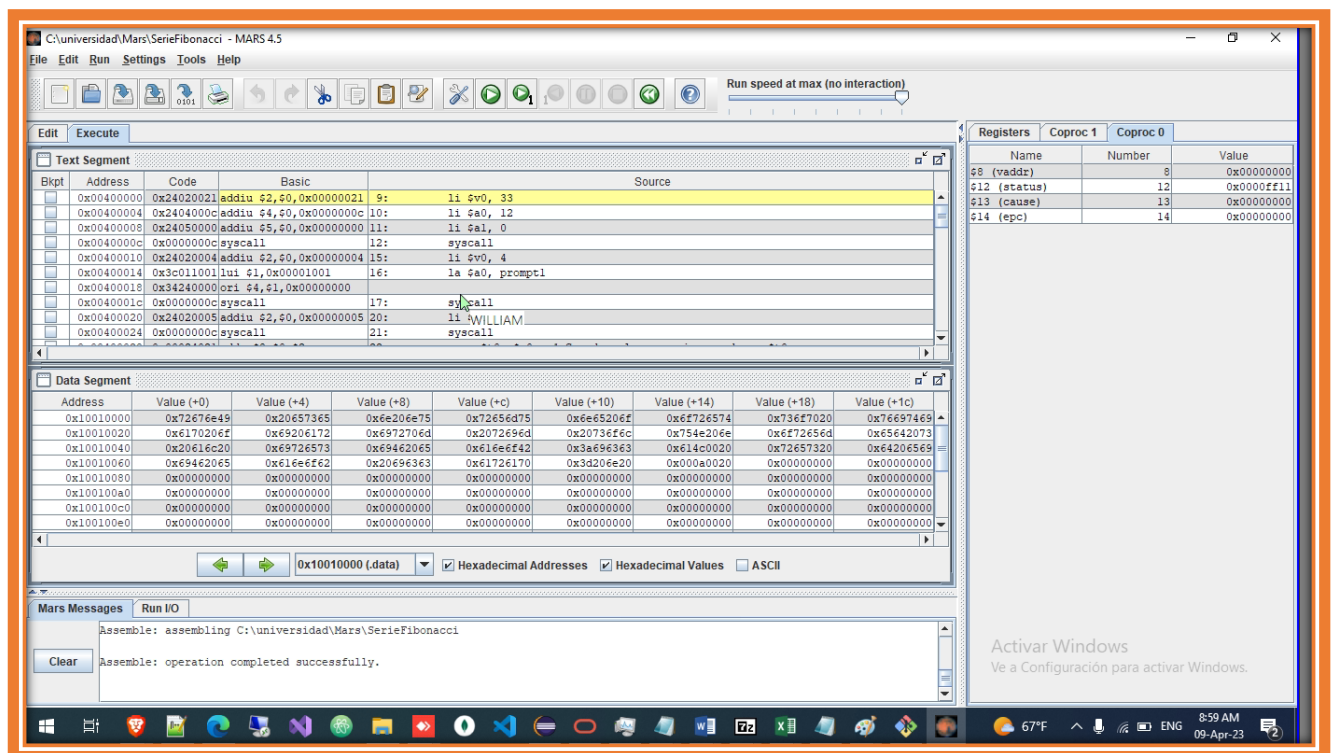 C:\universidad\Mars\SerieFibonacci - MARS 4.5
File Edit Run Settings Tools Help
Run speed at max (no interaction)
Edit Execute
Text Segment
Bkpt Address Code Basic Source
0x00400000 0x24020021 addiu $2,$0,0x00000021 9: li $v0, 33
0x00400004 0x2404000c addiu $4,$0,0x0000000c 10: li $a0, 12
0x00400008 0x24050000 addiu $5,$0,0x00000000 11: li $a1, 0
0x0040000c 0x0000000c syscall 12: syscall
0x00400010 0x24020004 addiu $2,$0,0x00000004 15: li $v0, 4
0x00400014 0x3c011001 lui $1,0x00001001 16: la $a0, prompt1
0x00400018 0x34240000 ori $4,$1,0x00000000
0x0040001c 0x0000000c syscall 17: syscall
0x00400020 0x24020005 addiu $2,$0,0x00000005 20: li
WILLIAM
0x00400024 0x0000000c syscall 21: syscall
Data Segment
Address Value (+0) Value (+4) Value (+8) Value (+c) Value (+10) Value (+14) Value (+18) Value (+1c)
0x10010000 0x72676e49 0x20657365 0x6e206e75 0x72656d75 0x6e65206f 0x6f726574 0x736f7020 0x76697469
0x10010020 0x6170206f 0x69206172 0x6972706d 0x2072696d 0x20736f6c 0x754e206e 0x6f72656d 0x65642073
0x10010040 0x20616c20 0x69726573 0x69462065 0x616e6f42 0x3a696363 0x614c0020 0x72657320 0x64206569
0x10010060 0x69462065 0x616e6f62 0x20696363 0x61726170 0x3d206e20 0x000a0020 0x00000000 0x00000000
0x10010080 0x00000000 0x00000000 0x00000000 0x00000000 0x00000000 0x00000000 0x00000000 0x00000000
0x100100a0 0x00000000 0x00000000 0x00000000 0x00000000 0x00000000 0x00000000 0x00000000 0x00000000
0x100100c0 0x00000000 0x00000000 0x00000000 0x00000000 0x00000000 0x00000000 0x00000000 0x00000000
0x100100e0 0x00000000 0x00000000 0x00000000 0x00000000 0x00000000 0x00000000 0x00000000 0x00000000
0x10010000 (.data) Hexadecimal Addresses Hexadecimal Values ASCII
Mars Messages Run I/O
Assemble: assembling C:\universidad\Mars\SerieFibonacci
Clear
Assemble: operation completed successfully.
Registers Coproc 1 Coproc 0
Name Number Value
$8 (vaddr) 8 0x00000000
$12 (status) 12 0x0000ff11
$13 (cause) 13 0x00000000
$14 (epc) 14 0x00000000
Activar Windows
Ve a Configuración para activar Windows.
67°F ENG 8:59 AM
09-Apr-23